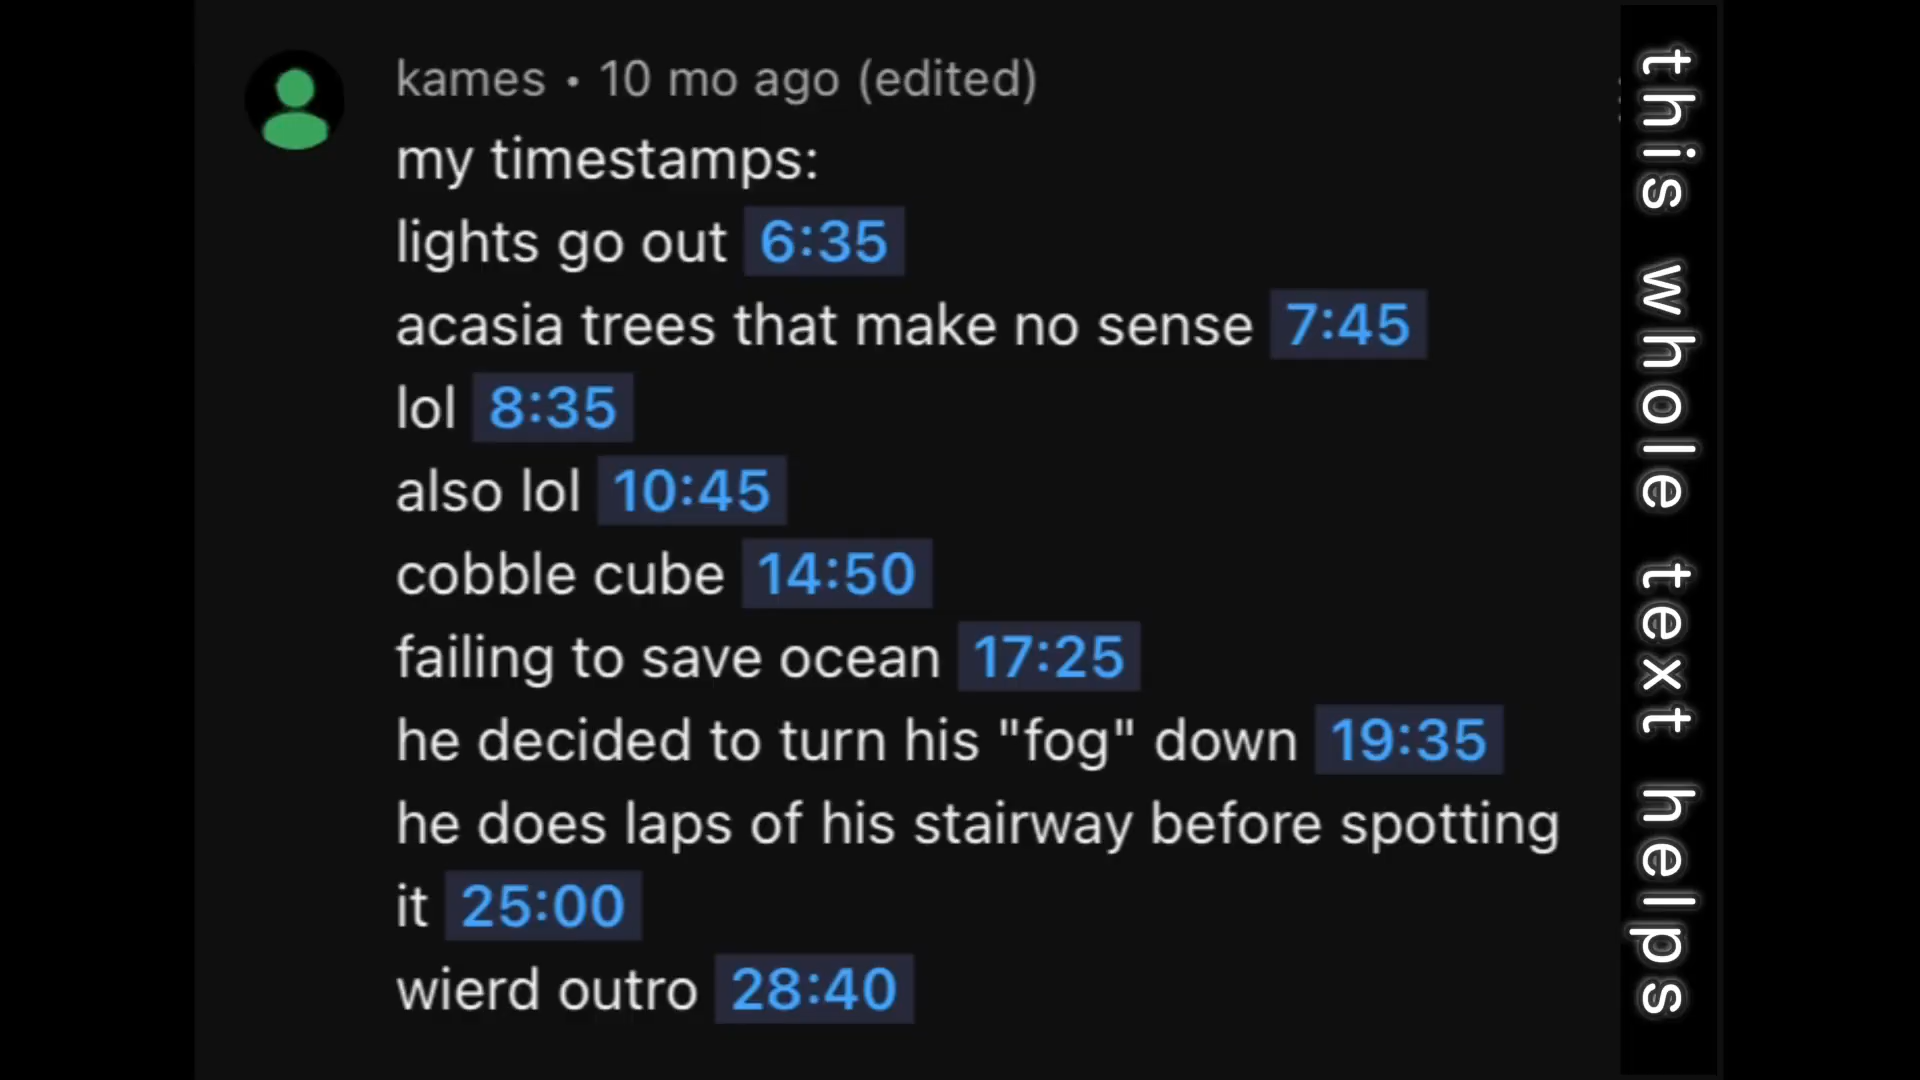 kames • 10 mo ago (edited)
my timestamps:
lights go out 6:35
acasia trees that make no sense 7:45
lol 8:35
also lol 10:45
cobble cube 14:50
failing to save ocean 17:25
he decided to turn his "fog" down 19:35
he does laps of his stairway before spotting
it 25:00
wierd outro 28:40
this whole text helps